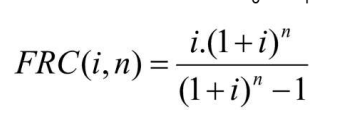 FRC(i,n) = i.(1+i)^n / (1+i)^n − 1